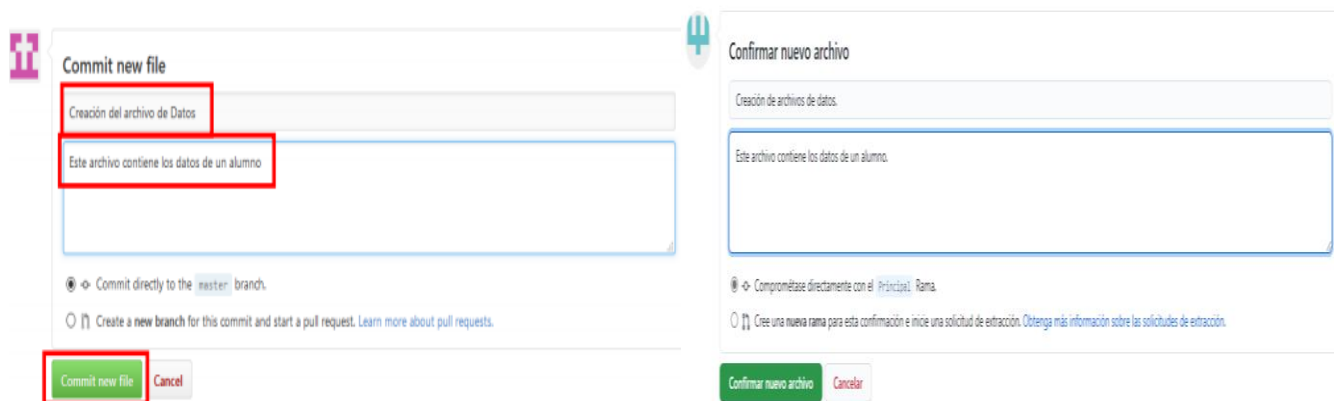 Commit new file
Creación del archivo de Datos
Este archivo contiene los datos de un alumno
Commit directly to the master branch.
Create a new branch for this commit and start a pull request. Learn more about pull requests.
Commit new file
Cancel
Confirmar nuevo archivo
Creación de archivos de datos.
Este archivo contiene los datos de un alumno.
Comprométase directamente con el Principal Rama.
Cree una nueva rama para esta confirmación e inicie una solicitud de extracción. Obtenga más información sobre las solicitudes de extracción.
Confirmar nuevo archivo
Cancelar